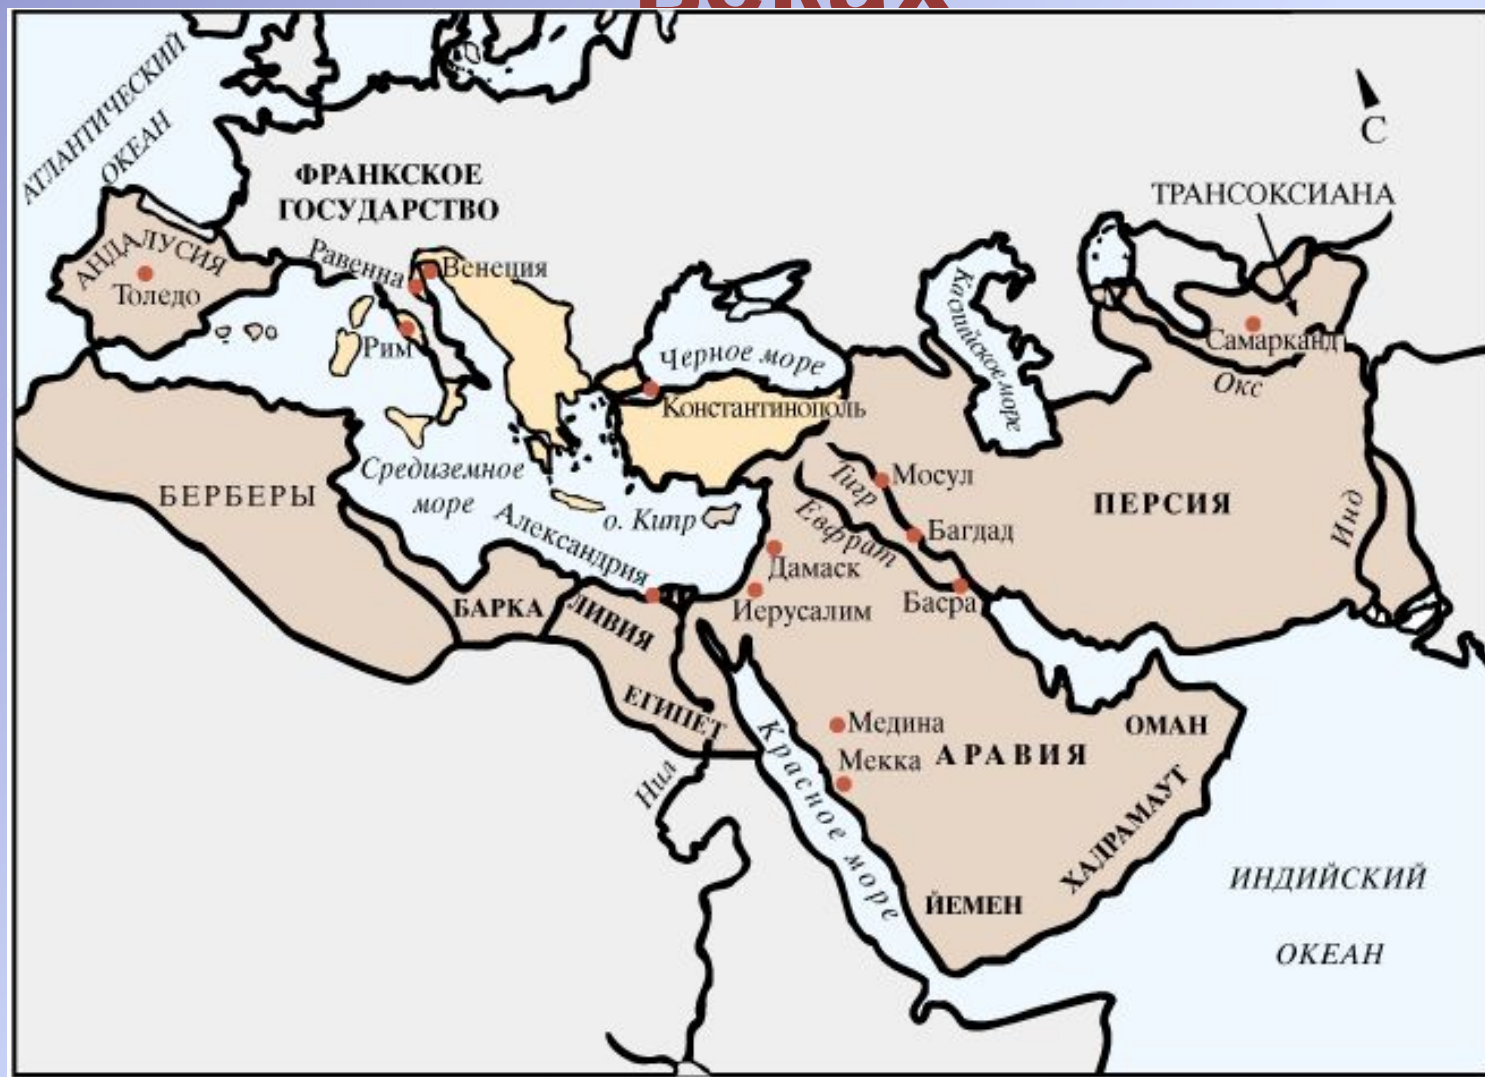 АТЛАНТИЧЕСКИЙ
ОКЕАН
С
ФРАНКСКОЕ
ГОСУДАРСТВО
ТРАНСОКСИАНА
АНДАЛУСИЯ
Толедо
Равенна
Венеция
Рим
Черное море
Каспийское море
Самарканд
Окс
Константинополь
Средиземное
море
БЕРБЕРЫ
Александрия
о. Кипр
Тигр
Мосул
Евфрат
Багдад
ПЕРСИЯ
Инд
Дамаск
Иерусалим
Басра
БАРКА
ЛИВИЯ
ЕГИПЕТ
Нил
Красное море
Медина
Мекка
АРАВИЯ
ОМАН
ХАДРАМАУТ
ЙЕМЕН
ИНДИЙСКИЙ
ОКЕАН